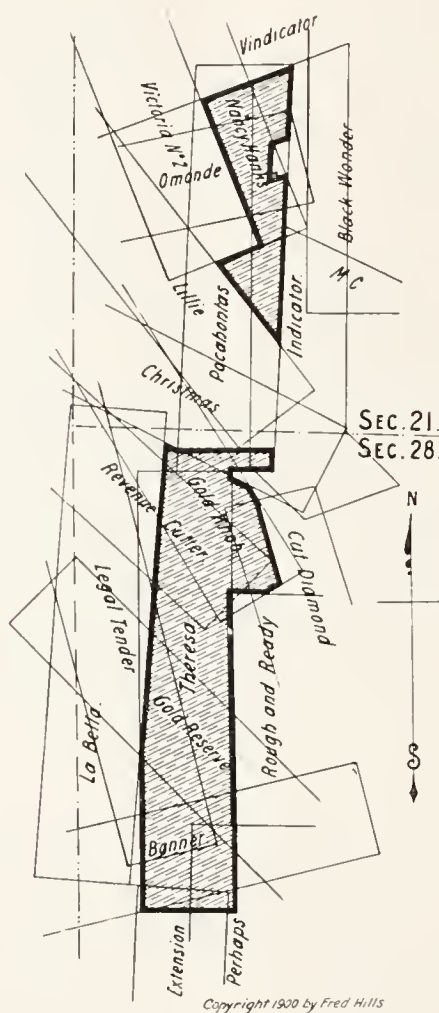 Vindicator
Victoria Nº 2
Nancy Hanks
Omonde
Black Wonder
M C
Lillie
Pacahontas
Indicator.
Christmas
SEC. 21.
SEC. 28.
N
Gold Knob
Revenue Cutter
Cut Diamond
Legal Tender
Theresa
Rough and Ready
Gold Reserve
La Bella.
S
Banner
Extension
Perhaps
Copyright 1900 by Fred Hills